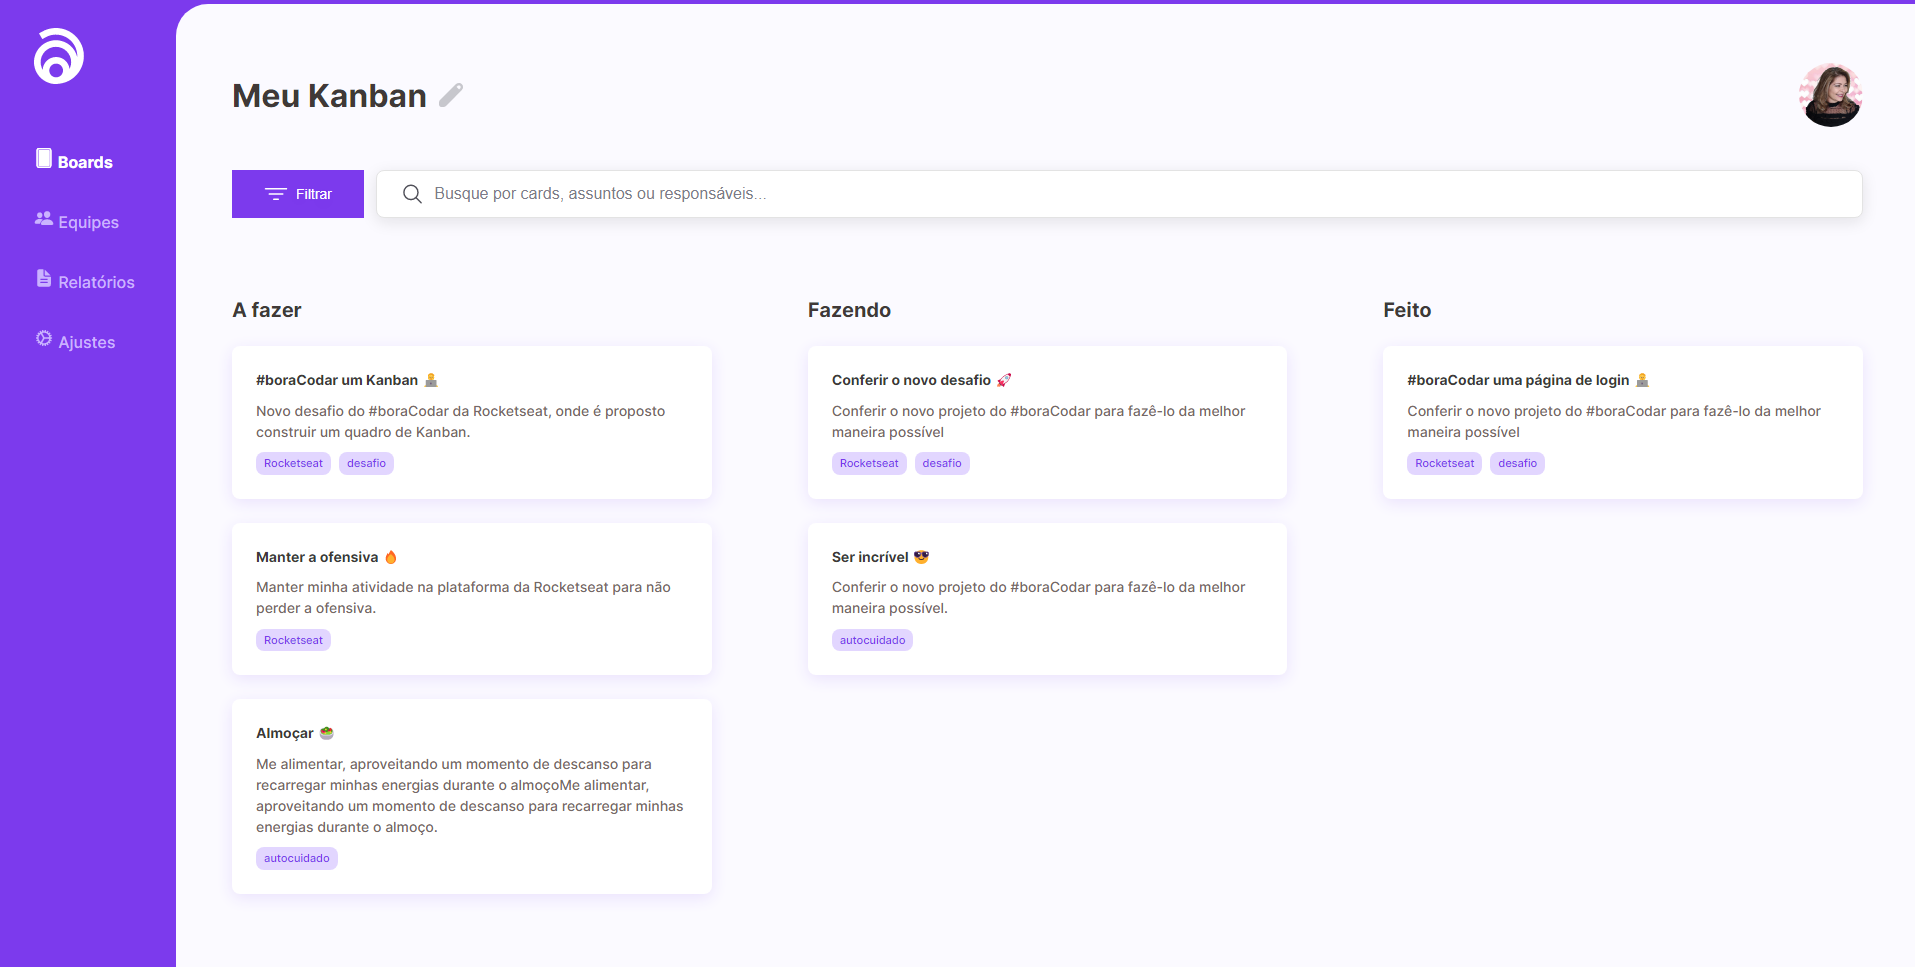 Boards
Equipes
Relatórios
Ajustes
Meu Kanban
Filtrar
Busque por cards, assuntos ou responsáveis...
A fazer
#boraCodar um Kanban 🧑‍💻
Novo desafio do #boraCodar da Rocketseat, onde é proposto
construir um quadro de Kanban.
Rocketseat desafio
Manter a ofensiva 🔥
Manter minha atividade na plataforma da Rocketseat para não
perder a ofensiva.
Rocketseat
Almoçar 🥗
Me alimentar, aproveitando um momento de descanso para
recarregar minhas energias durante o almoçoMe alimentar,
aproveitando um momento de descanso para recarregar minhas
energias durante o almoço.
autocuidado
Fazendo
Conferir o novo desafio 🚀
Conferir o novo projeto do #boraCodar para fazê-lo da melhor
maneira possível
Rocketseat desafio
Ser incrível 😎
Conferir o novo projeto do #boraCodar para fazê-lo da melhor
maneira possível.
autocuidado
Feito
#boraCodar uma página de login 🧑‍💻
Conferir o novo projeto do #boraCodar para fazê-lo da melhor
maneira possível
Rocketseat desafio